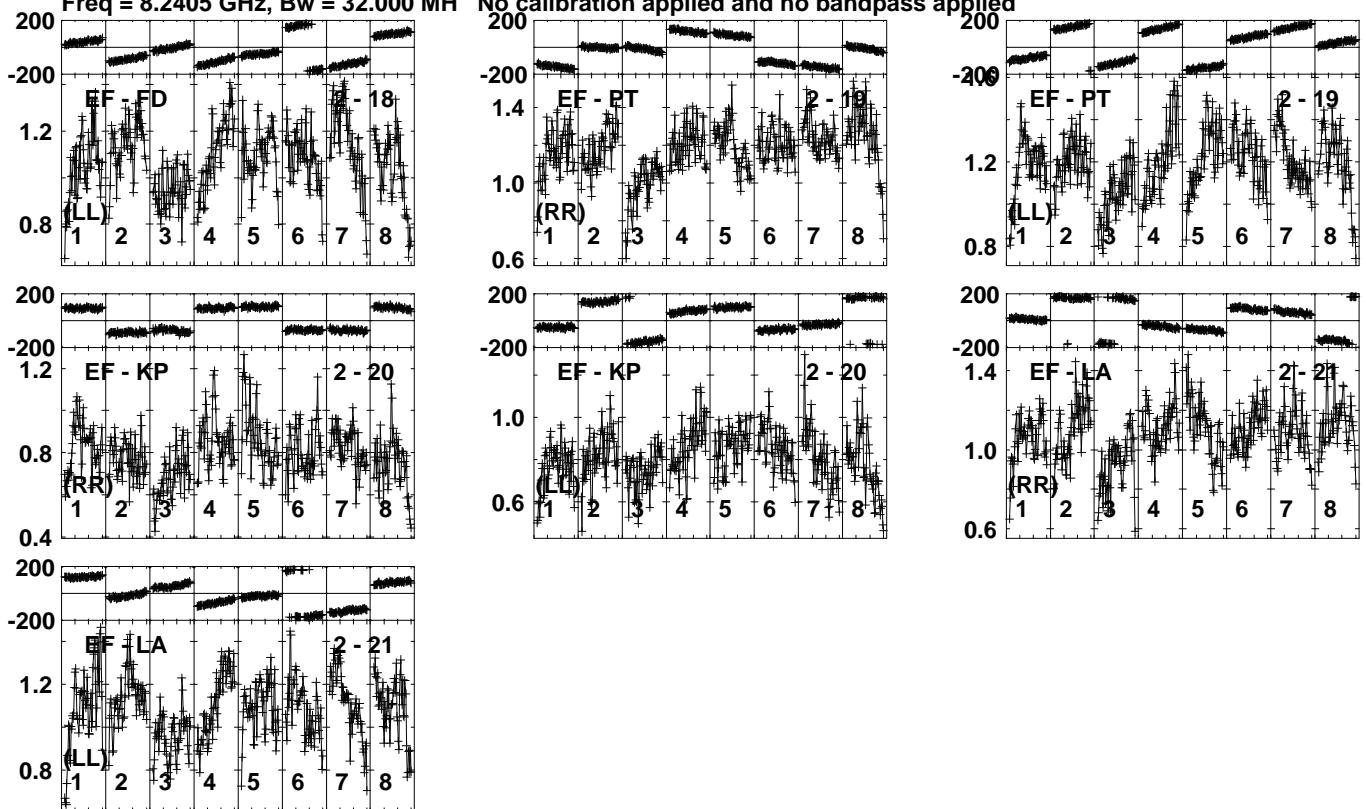 Freq = 8.2405 GHz, Bw = 32.000 MH No calibration applied and no bandpass applied
200
-200
EF - FD 2 - 18
1.2
0.8
(LL)
1 2 3 4 5 6 7 8
EF - PT 2 - 19
1.4
1.0
0.6
(RR)
1 2 3 4 5 6 7 8
200
-200
1.6
EF - PT 2 - 19
1.2
0.8
(LL)
1 2 3 4 5 6 7 8
200
-200
1.2
EF - KP 2 - 20
0.8
0.4
(RR)
1 2 3 4 5 6 7 8
200
-200
EF - KP 2 - 20
1.0
0.6
(LL)
1 2 3 4 5 6 7 8
200
-200
EF - LA 2 - 21
1.4
1.0
0.6
(RR)
1 2 3 4 5 6 7 8
200
-200
EF - LA 2 - 21
1.2
0.8
(LL)
1 2 3 4 5 6 7 8